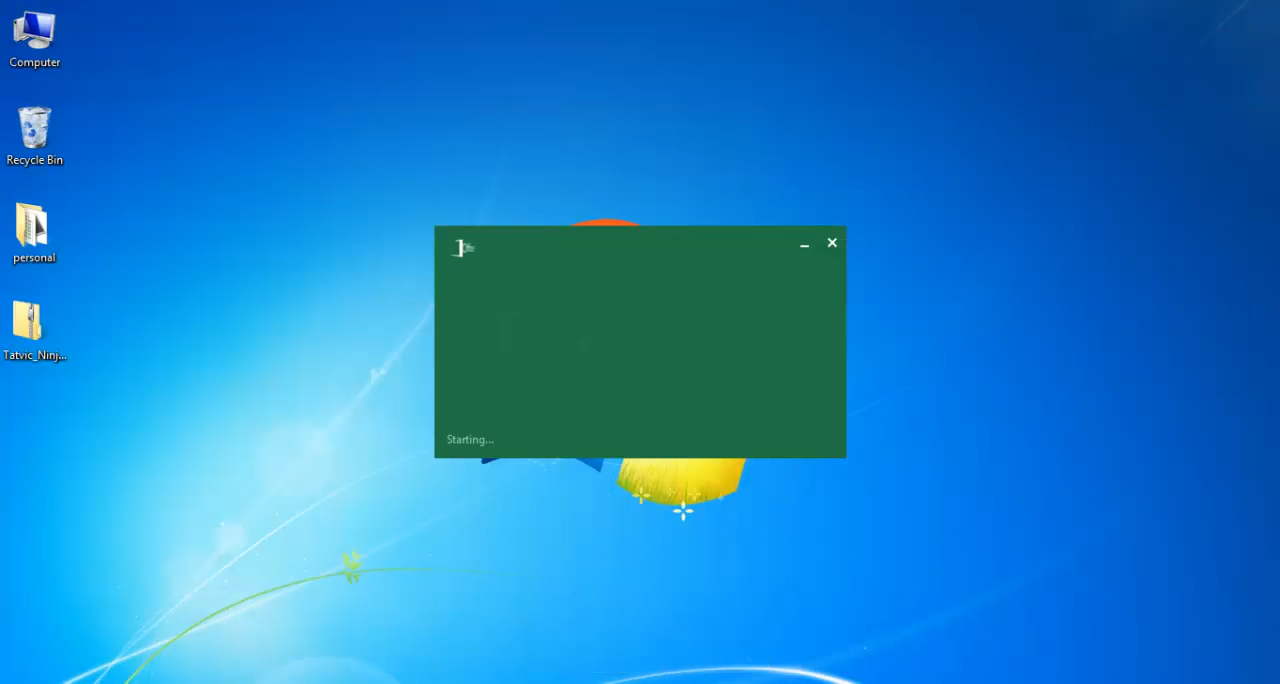 Computer
Recycle Bin
personal
Tatvic_Ninj...
Starting...